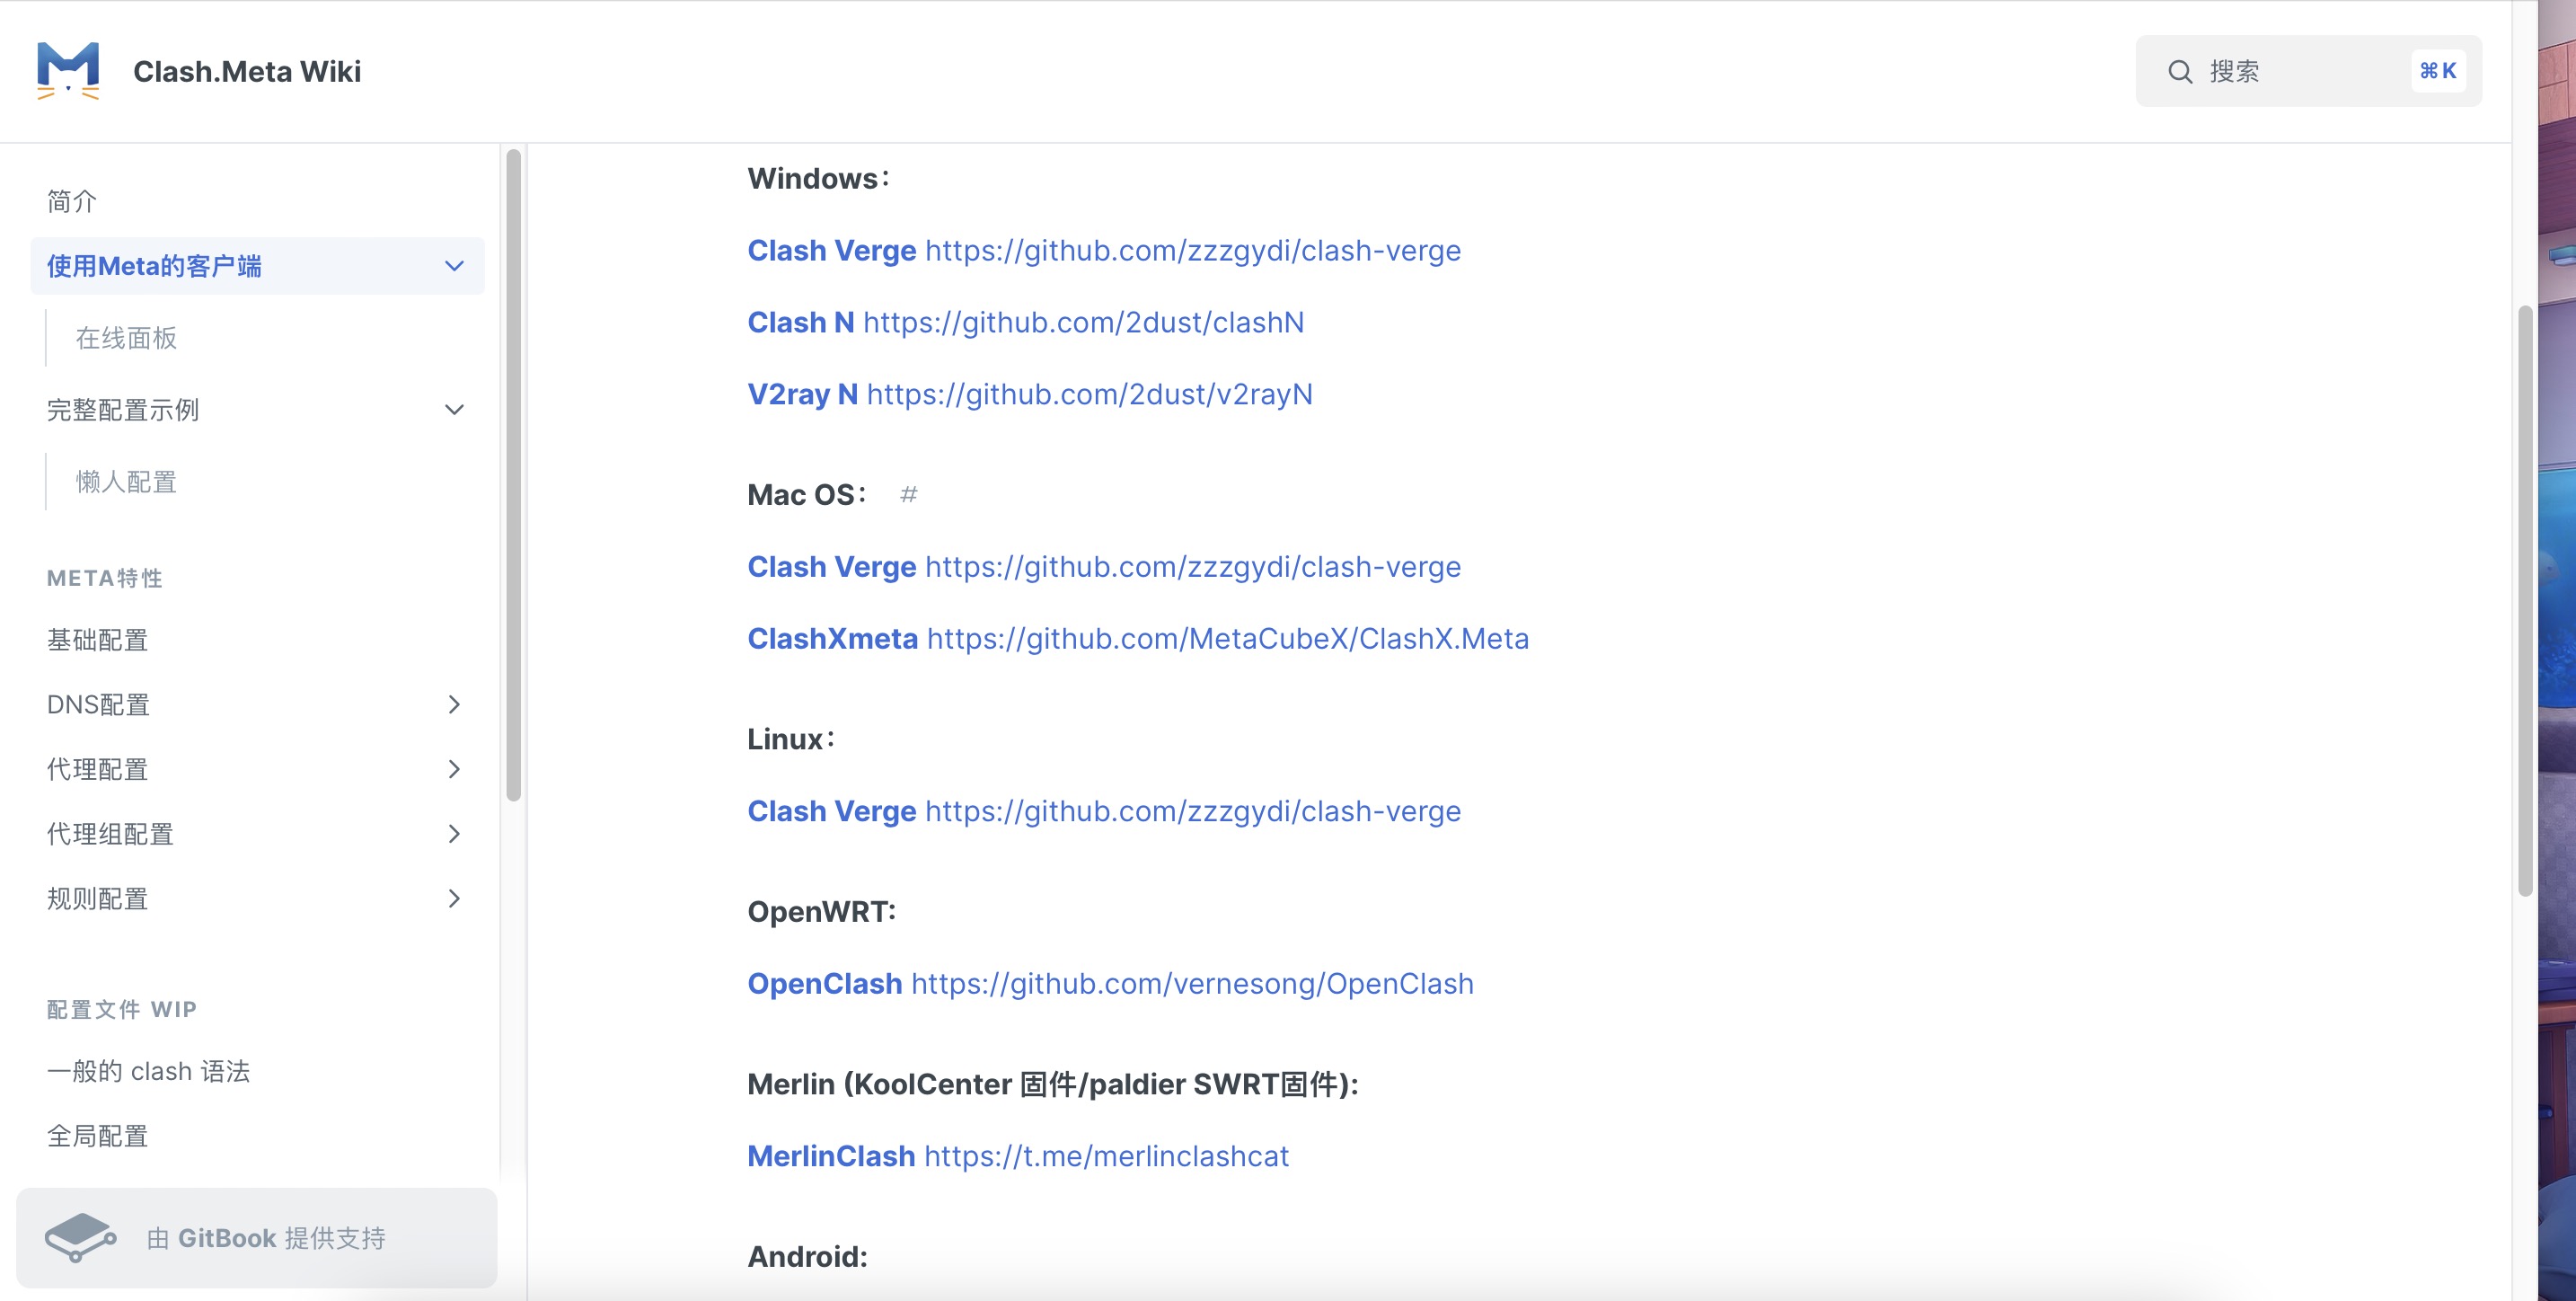 Clash.Meta Wiki
搜索
⌘K
简介
使用Meta的客户端
在线面板
完整配置示例
懒人配置
META特性
基础配置
DNS配置
代理配置
代理组配置
规则配置
配置文件 WIP
一般的 clash 语法
全局配置
由 GitBook 提供支持
Windows：
Clash Verge https://github.com/zzzgydi/clash-verge
Clash N https://github.com/2dust/clashN
V2ray N https://github.com/2dust/v2rayN
Mac OS： #
Clash Verge https://github.com/zzzgydi/clash-verge
ClashXmeta https://github.com/MetaCubeX/ClashX.Meta
Linux：
Clash Verge https://github.com/zzzgydi/clash-verge
OpenWRT:
OpenClash https://github.com/vernesong/OpenClash
Merlin (KoolCenter 固件/paldier SWRT固件):
MerlinClash https://t.me/merlinclashcat
Android: